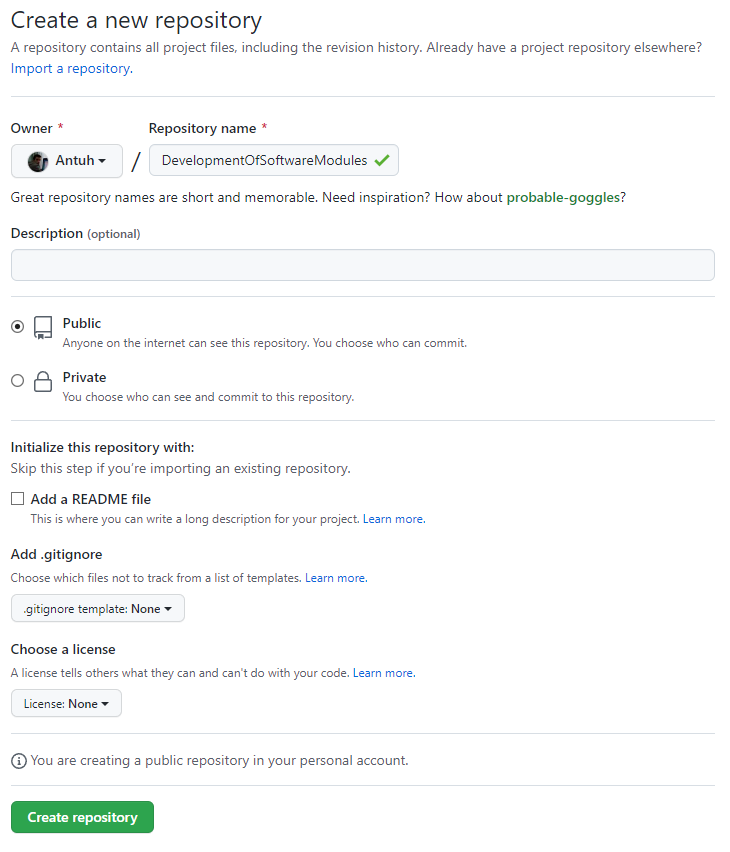 Create a new repository
A repository contains all project files, including the revision history. Already have a project repository elsewhere?
Import a repository.
Owner * Repository name *
Antuh / DevelopmentOfSoftwareModules
Great repository names are short and memorable. Need inspiration? How about probable-goggles?
Description (optional)
Public
Anyone on the internet can see this repository. You choose who can commit.
Private
You choose who can see and commit to this repository.
Initialize this repository with:
Skip this step if you’re importing an existing repository.
Add a README file
This is where you can write a long description for your project. Learn more.
Add .gitignore
Choose which files not to track from a list of templates. Learn more.
.gitignore template: None
Choose a license
A license tells others what they can and can't do with your code. Learn more.
License: None
You are creating a public repository in your personal account.
Create repository